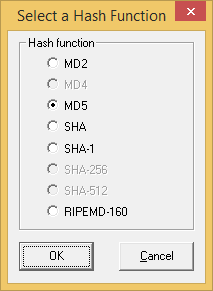 Select a Hash Function
Hash function
MD2
MD4
MD5
SHA
SHA-1
SHA-256
SHA-512
RIPEMD-160
OK
Cancel